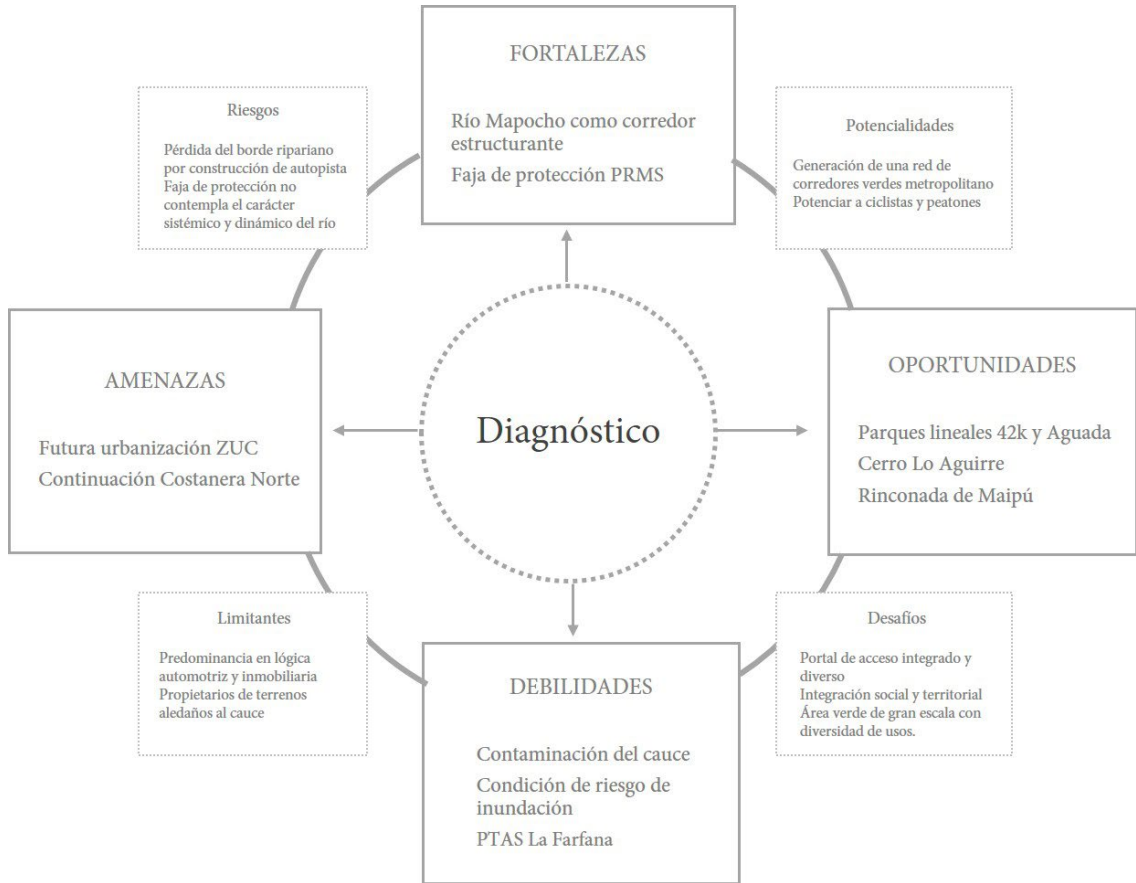 FORTALEZAS
Río Mapocho como corredor
estructurante
Faja de protección PRMS
Riesgos
Pérdida del borde ripariano
por construcción de autopista
Faja de protección no
contempla el carácter
sistémico y dinámico del río
Potencialidades
Generación de una red de
corredores verdes metropolitano
Potenciar a ciclistas y peatones
AMENAZAS
Futura urbanización ZUC
Continuación Costanera Norte
Diagnóstico
OPORTUNIDADES
Parques lineales 42k y Aguada
Cerro Lo Aguirre
Rinconada de Maipú
Limitantes
Predominancia en lógica
automotriz y inmobiliaria
Propietarios de terrenos
aledaños al cauce
DEBILIDADES
Contaminación del cauce
Condición de riesgo de
inundación
PTAS La Farfana
Desafíos
Portal de acceso integrado y
diverso
Integración social y territorial
Área verde de gran escala con
diversidad de usos.